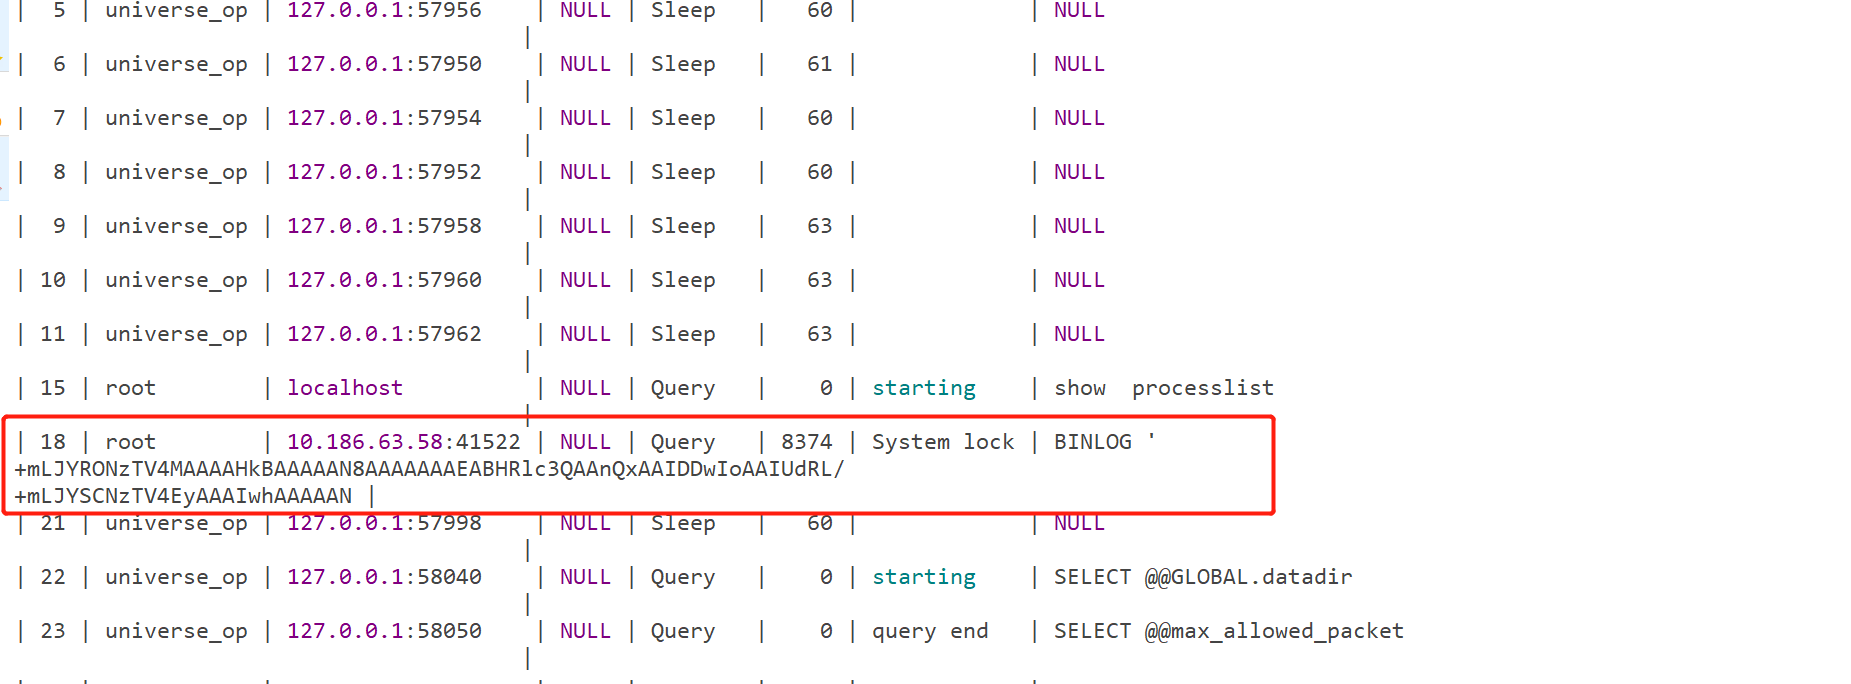 | 5 | universe_op | 127.0.0.1:57956 | NULL | Sleep | 60 | | NULL
|
| 6 | universe_op | 127.0.0.1:57950 | NULL | Sleep | 61 | | NULL
|
| 7 | universe_op | 127.0.0.1:57954 | NULL | Sleep | 60 | | NULL
|
| 8 | universe_op | 127.0.0.1:57952 | NULL | Sleep | 60 | | NULL
|
| 9 | universe_op | 127.0.0.1:57958 | NULL | Sleep | 63 | | NULL
|
| 10 | universe_op | 127.0.0.1:57960 | NULL | Sleep | 63 | | NULL
|
| 11 | universe_op | 127.0.0.1:57962 | NULL | Sleep | 63 | | NULL
|
| 15 | root | localhost | NULL | Query | 0 | starting | show processlist
|
| 18 | root | 10.186.63.58:41522 | NULL | Query | 8374 | System lock | BINLOG '
+mLJYRONzTV4MAAAAHkBAAAAAN8AAAAAAAEABHRlc3QAAnQxAAIDDwIoAAIUdRL/
+mLJYSCNzTV4EyAAAIwhAAAAAN |
| 21 | universe_op | 127.0.0.1:57998 | NULL | Sleep | 60 | | NULL
|
| 22 | universe_op | 127.0.0.1:58040 | NULL | Query | 0 | starting | SELECT @@GLOBAL.datadir
|
| 23 | universe_op | 127.0.0.1:58050 | NULL | Query | 0 | query end | SELECT @@max_allowed_packet
|